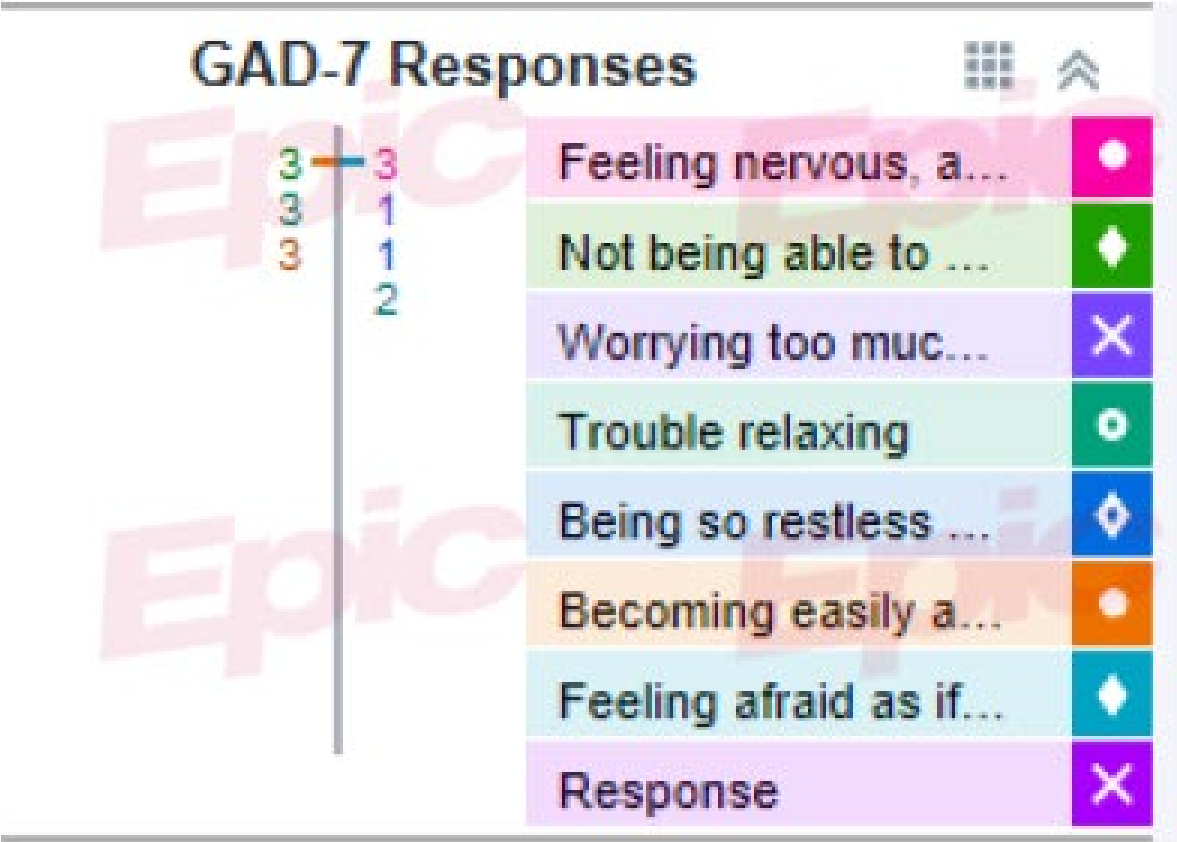 GAD-7 Responses
3 3
3 1
3 1
2
Feeling nervous, a...
Not being able to ...
Worrying too muc...
Trouble relaxing
Being so restless ...
Becoming easily a...
Feeling afraid as if...
Response
Epic Epic
Epic Epic